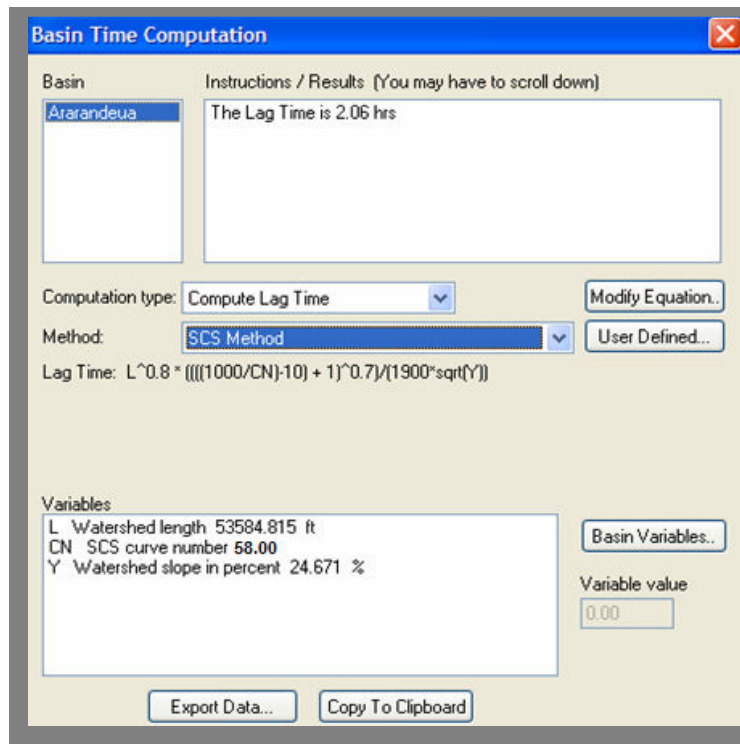 Basin Time Computation
Basin
Instructions / Results (You may have to scroll down)
Ararandeua
The Lag Time is 2.06 hrs
Computation type: Compute Lag Time
Modify Equation..
Method: SCS Method
User Defined...
Lag Time: L^0.8 * ((((1000/CN)-10) + 1)^0.7)/(1900*sqrt(Y))
Variables
L Watershed length 53584.815 ft
CN SCS curve number 58.00
Y Watershed slope in percent 24.671 %
Basin Variables..
Variable value
0.00
Export Data...
Copy To Clipboard